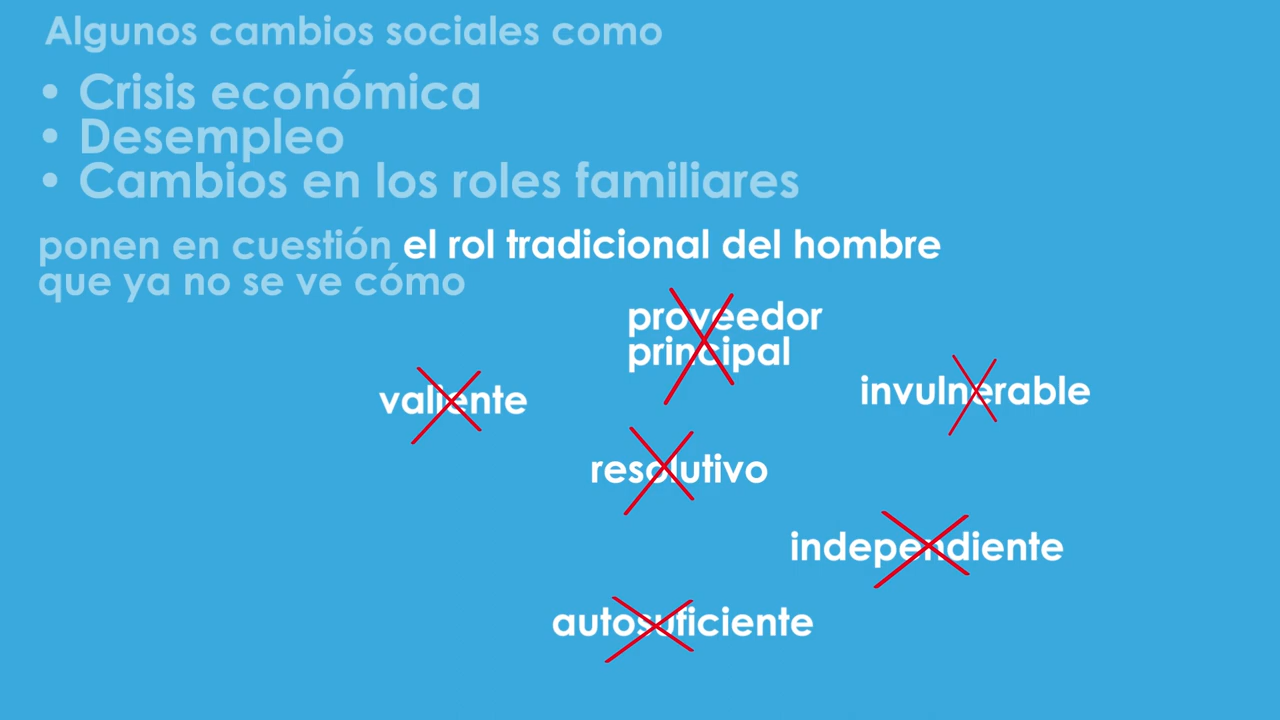 Algunos cambios sociales como
• Crisis económica
• Desempleo
• Cambios en los roles familiares
ponen en cuestión el rol tradicional del hombre
que ya no se ve cómo
proveedor
principal
valiente
invulnerable
resolutivo
independiente
autosuficiente